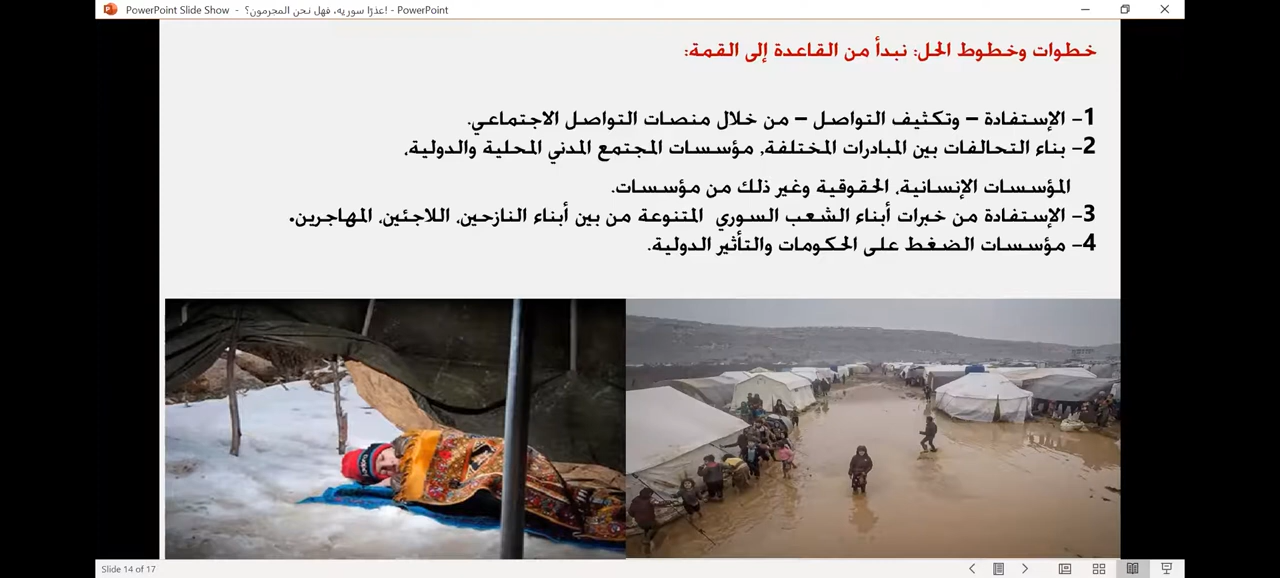 PowerPoint Slide Show - عذرًا سوريه، فهل نحن المجرمون؟! - PowerPoint
خطوات وخطوط الحل: نبدأ من القاعدة إلى القمة:
1- الإستفادة – وتكثيف التواصل – من خلال منصات التواصل الاجتماعي.
2- بناء التحالفات بين المبادرات المختلفة, مؤسسات المجتمع المدني المحلية والدولية,
المؤسسات الإنسانية, الحقوقية وغير ذلك من مؤسسات.
3- الإستفادة من خبرات أبناء الشعب السوري المتنوعة من بين أبناء النازحين, اللاجئين, المهاجرين.
4- مؤسسات الضغط على الحكومات والتأثير الدولية.
Slide 14 of 17